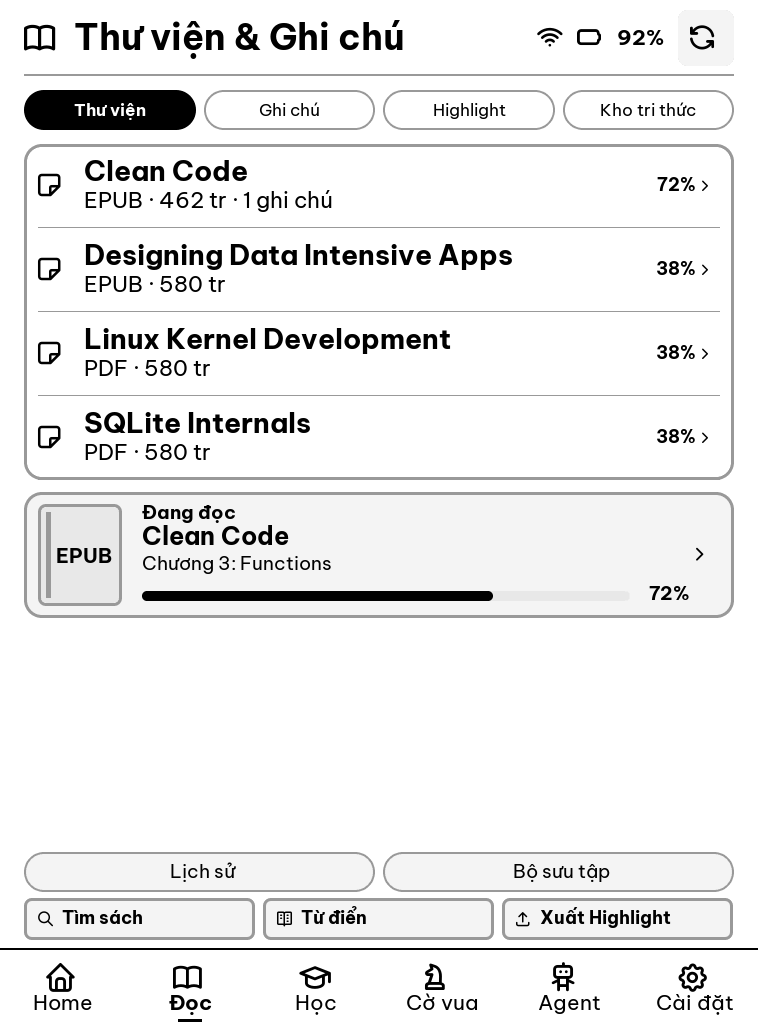 Thư viện & Ghi chú 92%
Thư viện Ghi chú Highlight Kho tri thức
Clean Code
EPUB · 462 tr · 1 ghi chú
72%
Designing Data Intensive Apps
EPUB · 580 tr
38%
Linux Kernel Development
PDF · 580 tr
38%
SQLite Internals
PDF · 580 tr
38%
EPUB
Đang đọc
Clean Code
Chương 3: Functions
72%
Lịch sử Bộ sưu tập
Tìm sách Từ điển Xuất Highlight
Home Đọc Học Cờ vua Agent Cài đặt